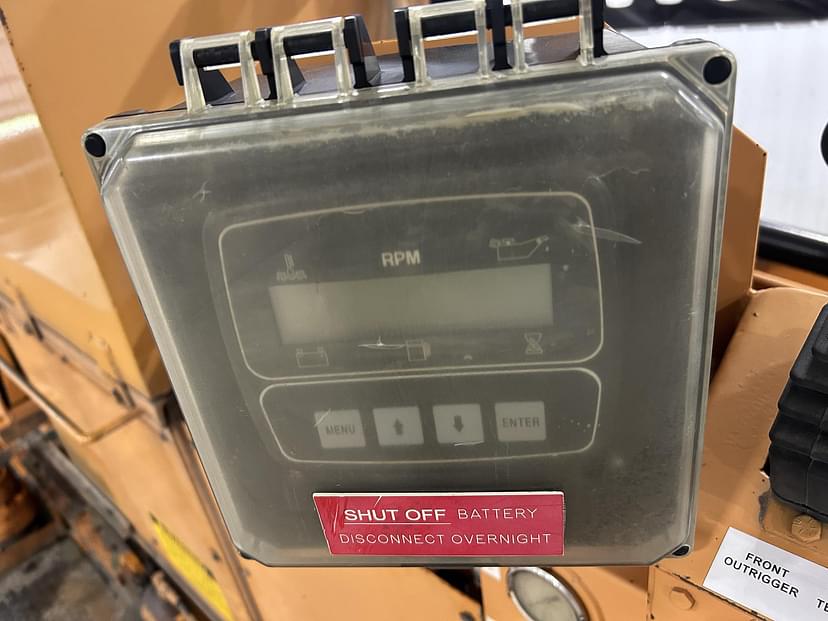 RPM
MENU
ENTER
SHUT OFF BATTERY
DISCONNECT OVERNIGHT
FRONT
OUTRIGGER